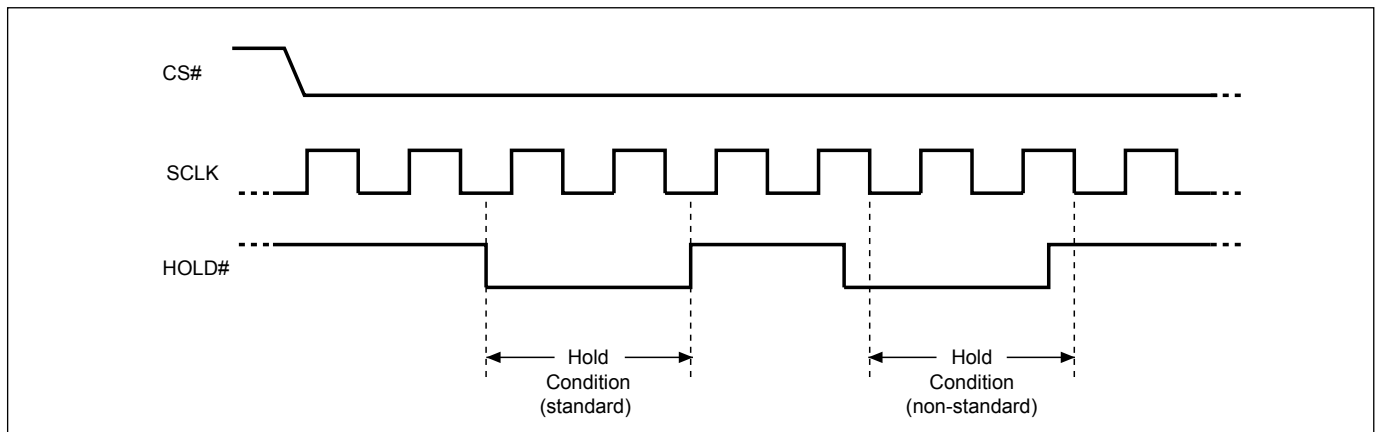 CS#
SCLK
HOLD#
Hold
Condition
(standard)
Hold
Condition
(non-standard)